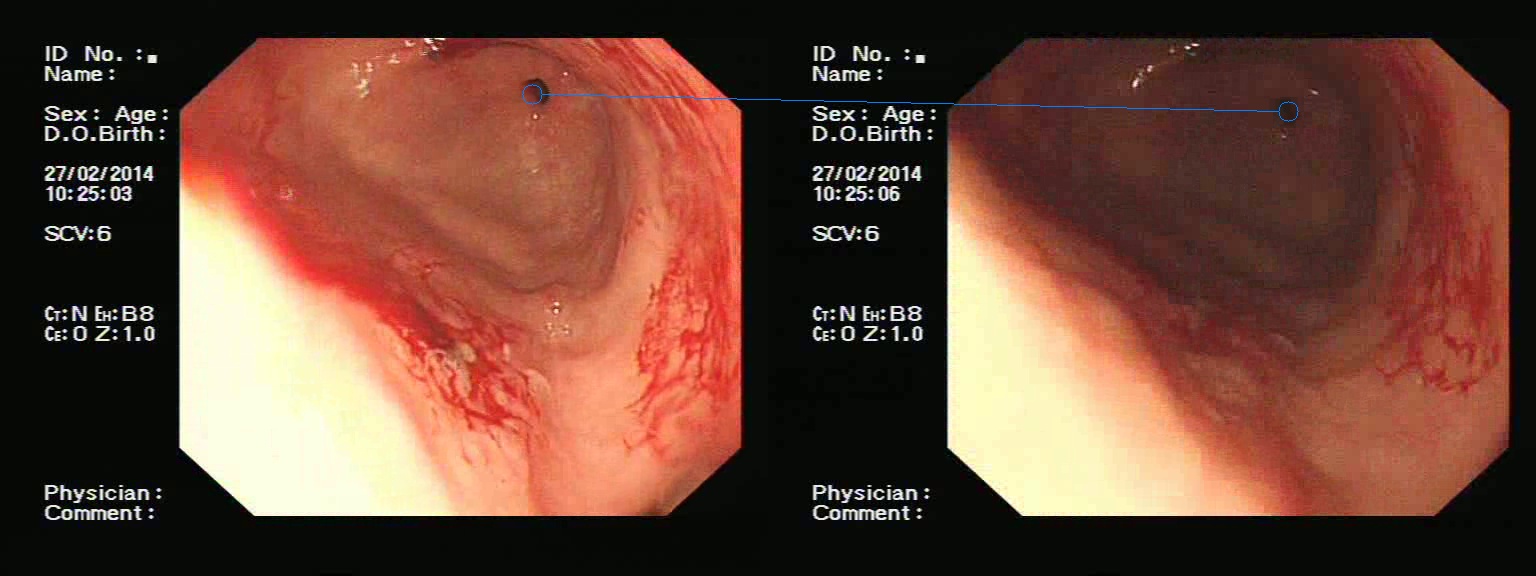 ID No. :
Name:
Sex: Age:
D.O.Birth:
27/02/2014
10:25:03
SCV:6
CT:N EH:B8
CE:0 Z:1.0
Physician:
Comment:
ID No. :
Name:
Sex: Age:
D.O.Birth:
27/02/2014
10:25:06
SCV:6
CT:N EH:B8
CE:0 Z:1.0
Physician:
Comment: